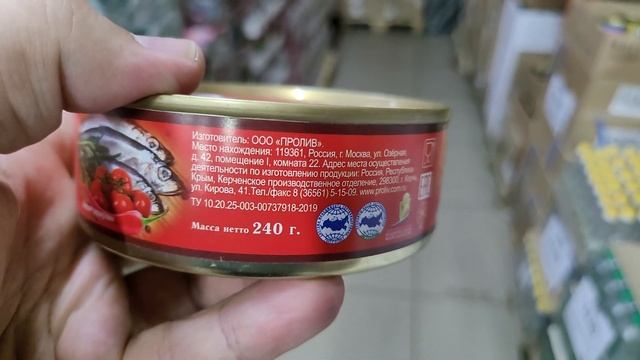 Изготовитель: ООО «ПРОЛИВ».
Место нахождения: 119361, Россия, г. Москва, ул. Озёрная,
д. 42, помещение I, комната 22. Адрес места осуществления
деятельности по изготовлению продукции: Россия, Республика
Крым, Керченское производственное отделение, 298300, г. Керчь,
ул. Кирова, 41.Тел./факс 8 (36561) 5-15-09. www.proliv.com.ru
ТУ 10.20.25-003-00737918-2019
Масса нетто 240 г.